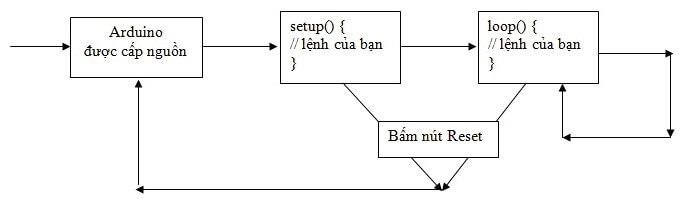 Arduino
được cấp nguồn
setup() {
// lệnh của bạn
}
loop() {
// lệnh của bạn
}
Bấm nút Reset